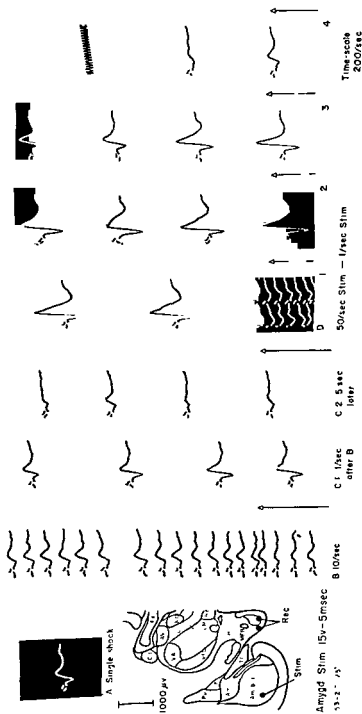 A Single shock
1000 μv
Stim
Rec
Amygd Stim 15v-5msec
B 10/sec
C 1 1/sec
after B
C 2 5 sec
later
D
1
50/sec Stim — 1/sec Stim
2
3
4
Time-scale
200/sec